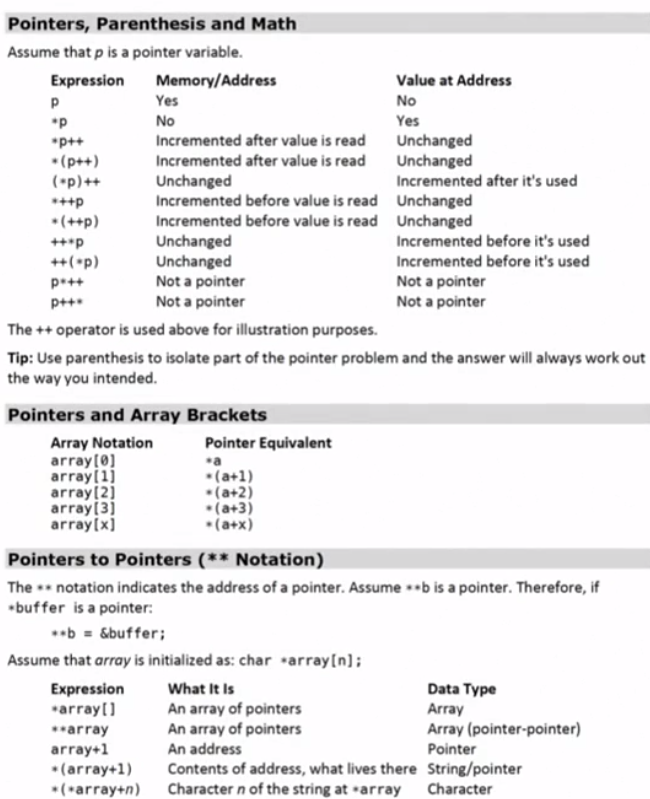 Pointers, Parenthesis and Math
Assume that p is a pointer variable.
Expression Memory/Address Value at Address
p Yes No
*p No Yes
*p++ Incremented after value is read Unchanged
*(p++) Incremented after value is read Unchanged
(*p)++ Unchanged Incremented after it's used
*++p Incremented before value is read Unchanged
*(++p) Incremented before value is read Unchanged
++*p Unchanged Incremented before it's used
++(*p) Unchanged Incremented before it's used
p*++ Not a pointer Not a pointer
p++* Not a pointer Not a pointer
The ++ operator is used above for illustration purposes.
Tip: Use parenthesis to isolate part of the pointer problem and the answer will always work out
the way you intended.
Pointers and Array Brackets
Array Notation Pointer Equivalent
array[0] *a
array[1] *(a+1)
array[2] *(a+2)
array[3] *(a+3)
array[x] *(a+x)
Pointers to Pointers (** Notation)
The ** notation indicates the address of a pointer. Assume **b is a pointer. Therefore, if
*buffer is a pointer:
**b = &buffer;
Assume that array is initialized as: char *array[n];
Expression What It Is Data Type
*array[] An array of pointers Array
**array An array of pointers Array (pointer-pointer)
array+1 An address Pointer
*(array+1) Contents of address, what lives there String/pointer
*(*array+n) Character n of the string at *array Character